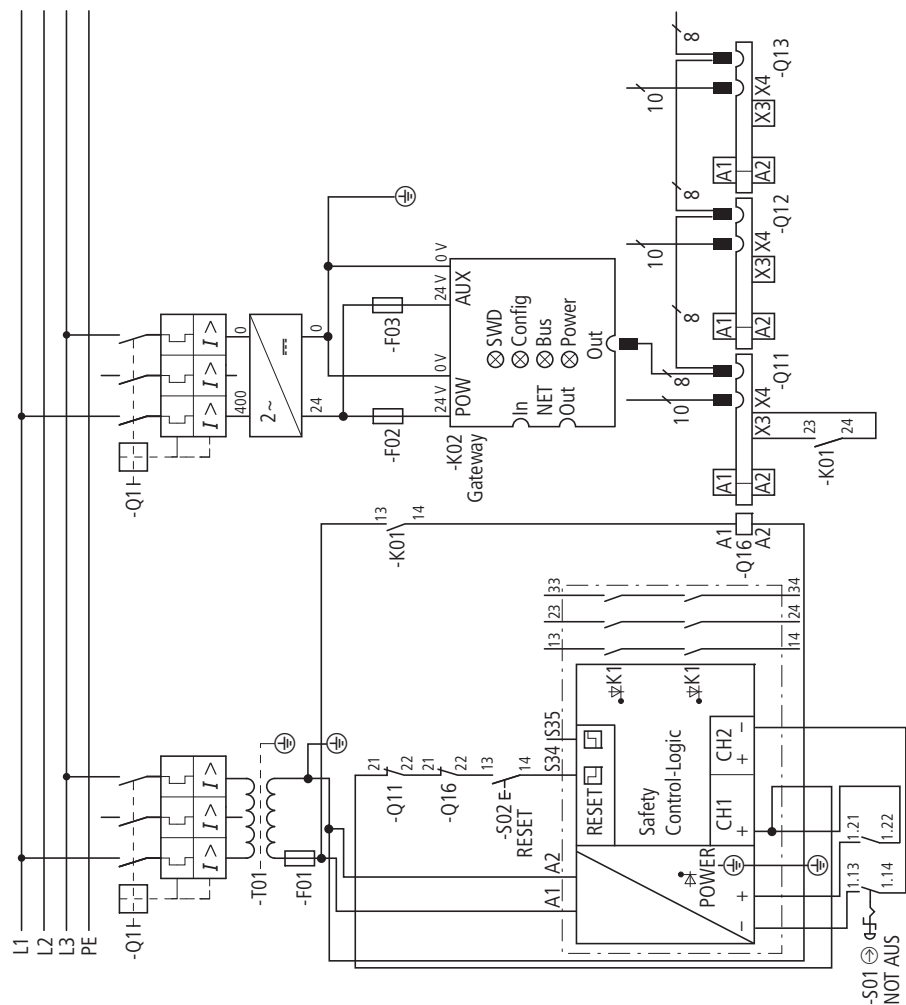 L1
L2
L3
PE
-Q1
I>
I>
I>
-T01
-F01
-Q1
I>
I>
I>
400
0
2~
24
0
-F02
-F03
24 V
0 V
24 V
0 V
POW
AUX
-K02
Gateway
In
NET
Out
SWD
Config
Bus
Power
Out
-K01
13
14
21
22
-Q11
21
22
-Q16
13
14
-S02
E
RESET
A1
A2
S34
S35
13
23
33
RESET
K1
K1
Safety
Control-Logic
POWER
CH1
CH2
-
+
+
+
-
14
24
34
1.13
1.14
1.21
1.22
-S01
NOT AUS
A1
-Q16
A2
A1
A2
X3
X4
-Q11
10
8
23
24
-K01
A1
A2
X3
X4
-Q12
10
8
A1
A2
X3
X4
-Q13
10
8
8